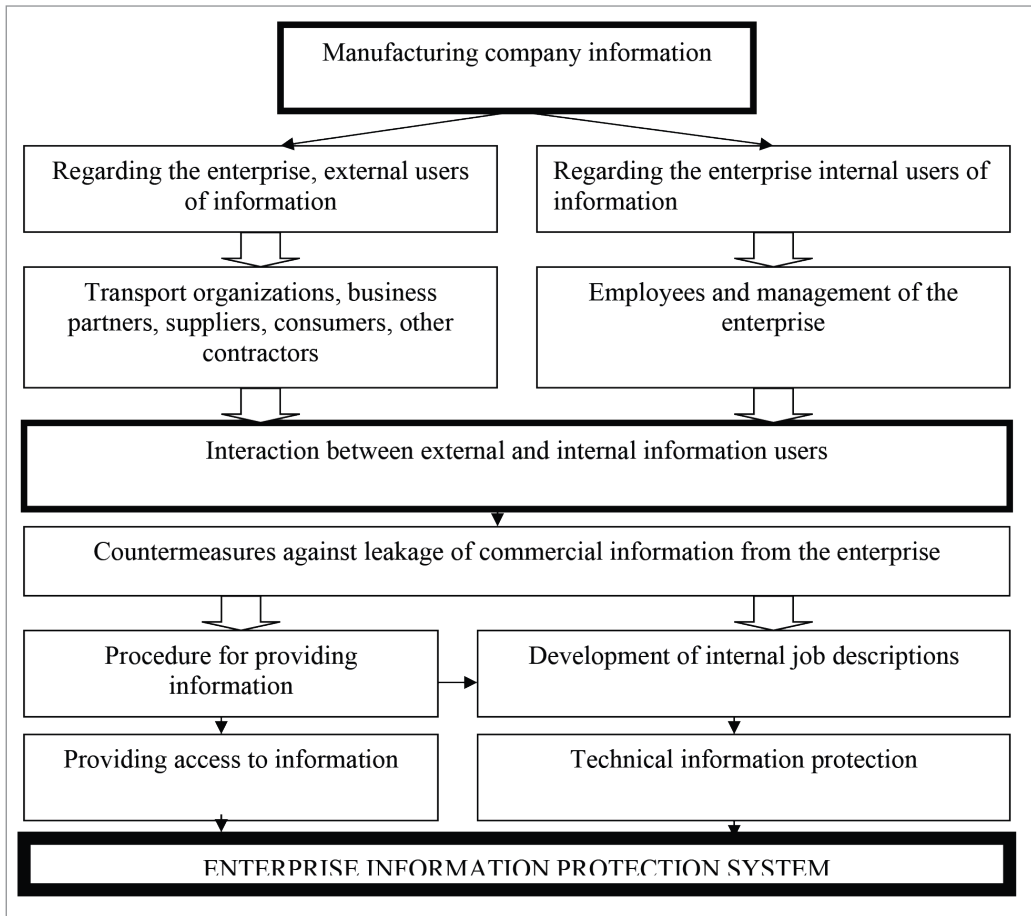 Manufacturing company information
Regarding the enterprise, external users
of information
Regarding the enterprise internal users of
information
Transport organizations, business
partners, suppliers, consumers, other
contractors
Employees and management of the
enterprise
Interaction between external and internal information users
Countermeasures against leakage of commercial information from the enterprise
Procedure for providing
information
Development of internal job descriptions
Providing access to information
Technical information protection
ENTERPRISE INFORMATION PROTECTION SYSTEM